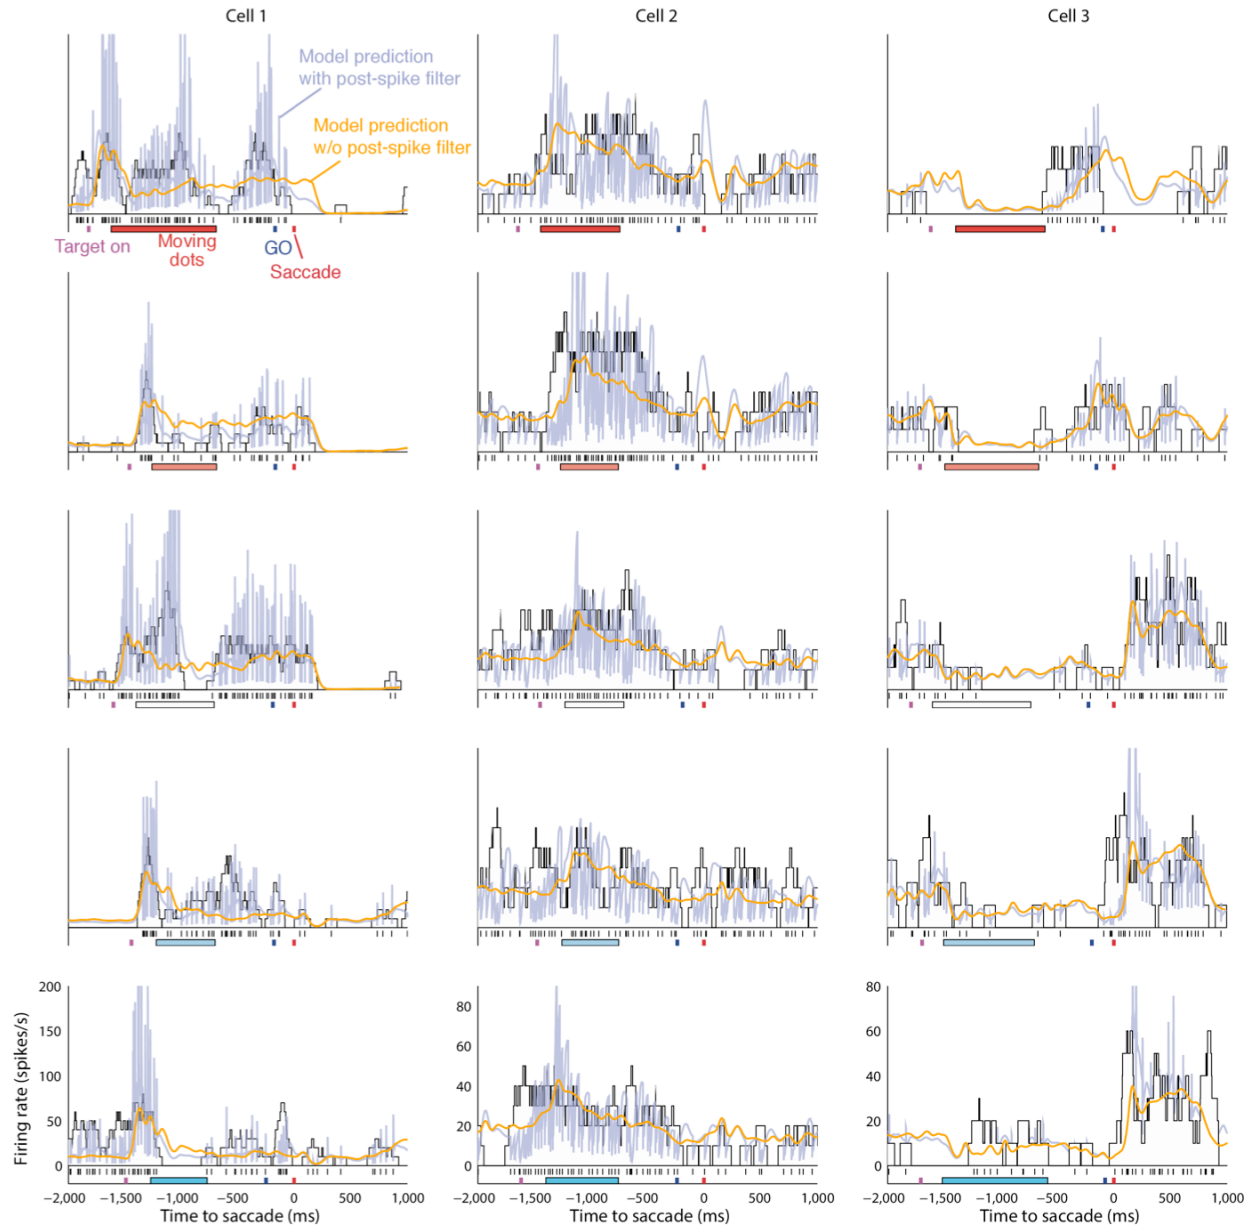 Cell 1
Cell 2
Cell 3
Model prediction
with post-spike filter
Model prediction
w/o post-spike filter
Target on
Moving
dots
GO
Saccade
Firing rate (spikes/s)
200
150
100
50
0
80
60
40
20
0
80
60
40
20
0
−2,000 −1,500 −1,000 −500 0 500 1,000
−2,000 −1,500 −1,000 −500 0 500 1,000
−2,000 −1,500 −1,000 −500 0 500 1,000
Time to saccade (ms)
Time to saccade (ms)
Time to saccade (ms)